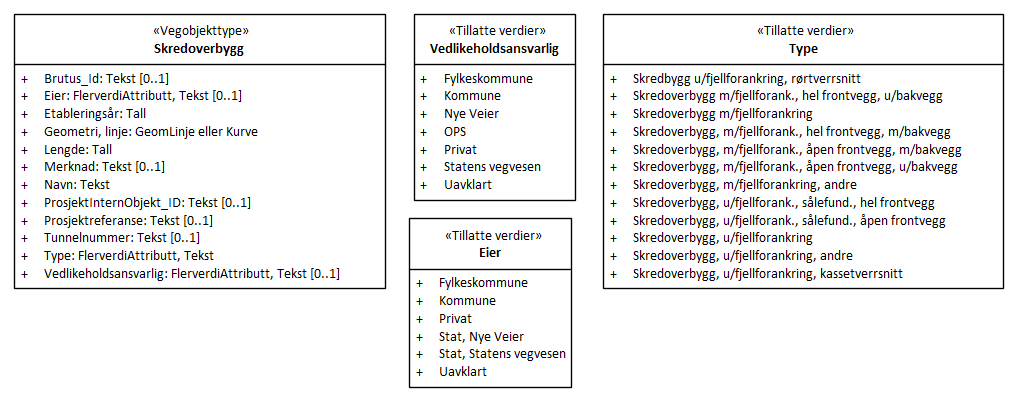 «Vegobjekttype»
Skredoverbygg
+ Brutus_Id: Tekst [0..1]
+ Eier: FlerverdiAttributt, Tekst [0..1]
+ Etableringsår: Tall
+ Geometri, linje: GeomLinje eller Kurve
+ Lengde: Tall
+ Merknad: Tekst [0..1]
+ Navn: Tekst
+ ProsjektInternObjekt_ID: Tekst [0..1]
+ Prosjektreferanse: Tekst [0..1]
+ Tunnelnummer: Tekst [0..1]
+ Type: FlerverdiAttributt, Tekst
+ Vedlikeholdsansvarlig: FlerverdiAttributt, Tekst [0..1]
«Tillatte verdier»
Vedlikeholdsansvarlig
+ Fylkeskommune
+ Kommune
+ Nye Veier
+ OPS
+ Privat
+ Statens vegvesen
+ Uavklart
«Tillatte verdier»
Eier
+ Fylkeskommune
+ Kommune
+ Privat
+ Stat, Nye Veier
+ Stat, Statens vegvesen
+ Uavklart
«Tillatte verdier»
Type
+ Skredbygg u/fjellforankring, rørtverrsnitt
+ Skredoverbygg m/fjellforank., hel frontvegg, u/bakvegg
+ Skredoverbygg m/fjellforankring
+ Skredoverbygg, m/fjellforank., hel frontvegg, m/bakvegg
+ Skredoverbygg, m/fjellforank., åpen frontvegg, m/bakvegg
+ Skredoverbygg, m/fjellforank., åpen frontvegg, u/bakvegg
+ Skredoverbygg, m/fjellforankring, andre
+ Skredoverbygg, u/fjellforank., sålefund., hel frontvegg
+ Skredoverbygg, u/fjellforank., sålefund., åpen frontvegg
+ Skredoverbygg, u/fjellforankring
+ Skredoverbygg, u/fjellforankring, andre
+ Skredoverbygg, u/fjellforankring, kassetverrsnitt